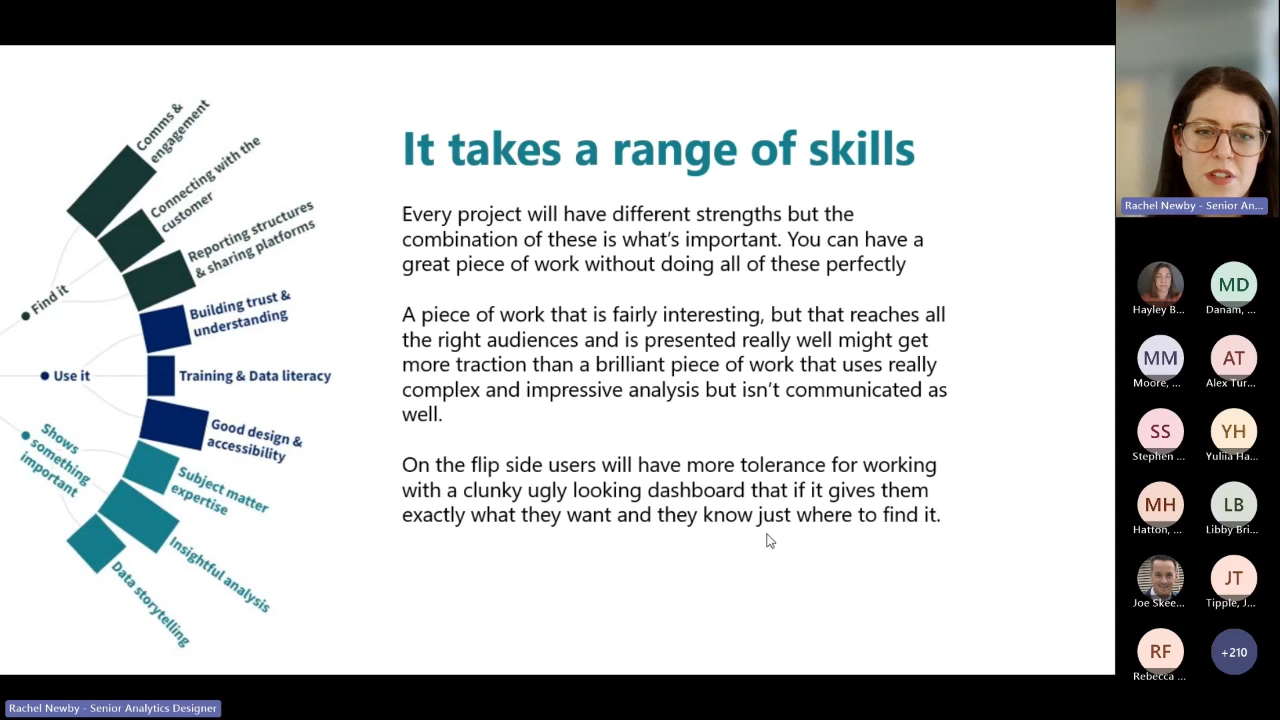 Comms &
engagement
Connecting with the
customer
Reporting structures
& sharing platforms
Find it
Building trust &
understanding
Use it
Training & Data literacy
Good design &
accessibility
Shows
something
important
Subject matter
expertise
Insightful analysis
Data storytelling
It takes a range of skills
Every project will have different strengths but the
combination of these is what's important. You can have a
great piece of work without doing all of these perfectly
A piece of work that is fairly interesting, but that reaches all
the right audiences and is presented really well might get
more traction than a brilliant piece of work that uses really
complex and impressive analysis but isn't communicated as
well.
On the flip side users will have more tolerance for working
with a clunky ugly looking dashboard that if it gives them
exactly what they want and they know just where to find it.
Rachel Newby - Senior An...
Hayley B...
MD
Danam, ...
MM
Moore, ...
AT
Alex Tur...
SS
Stephen ...
YH
Yuliia Ha...
MH
Hatton, ...
LB
Libby Bri...
Joe Skee...
JT
Tipple, J...
RF
Rebecca ...
+210
Rachel Newby - Senior Analytics Designer